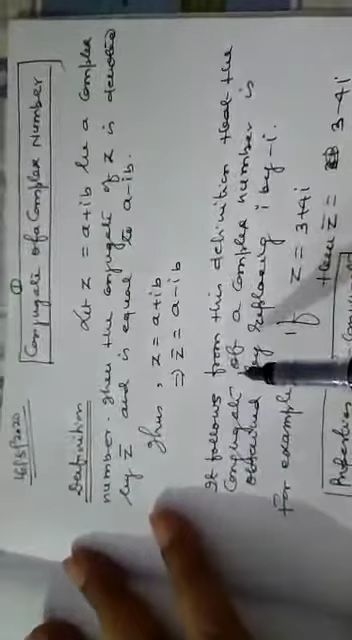 16/5/2020
①
Conjugate of a Complex Number
Definition Let z = a+ib be a Complex
number. Then the conjugate of z is denoted
by z̅ and is equal to a-ib.
Thus, z = a+ib
⇒ z̅ = a-ib
It follows from this definition that the
Conjugate of a complex number is
obtained by replacing i by -i.
For example if z = 3+4i
then z̅ = 3-4i
Properties Conjugate